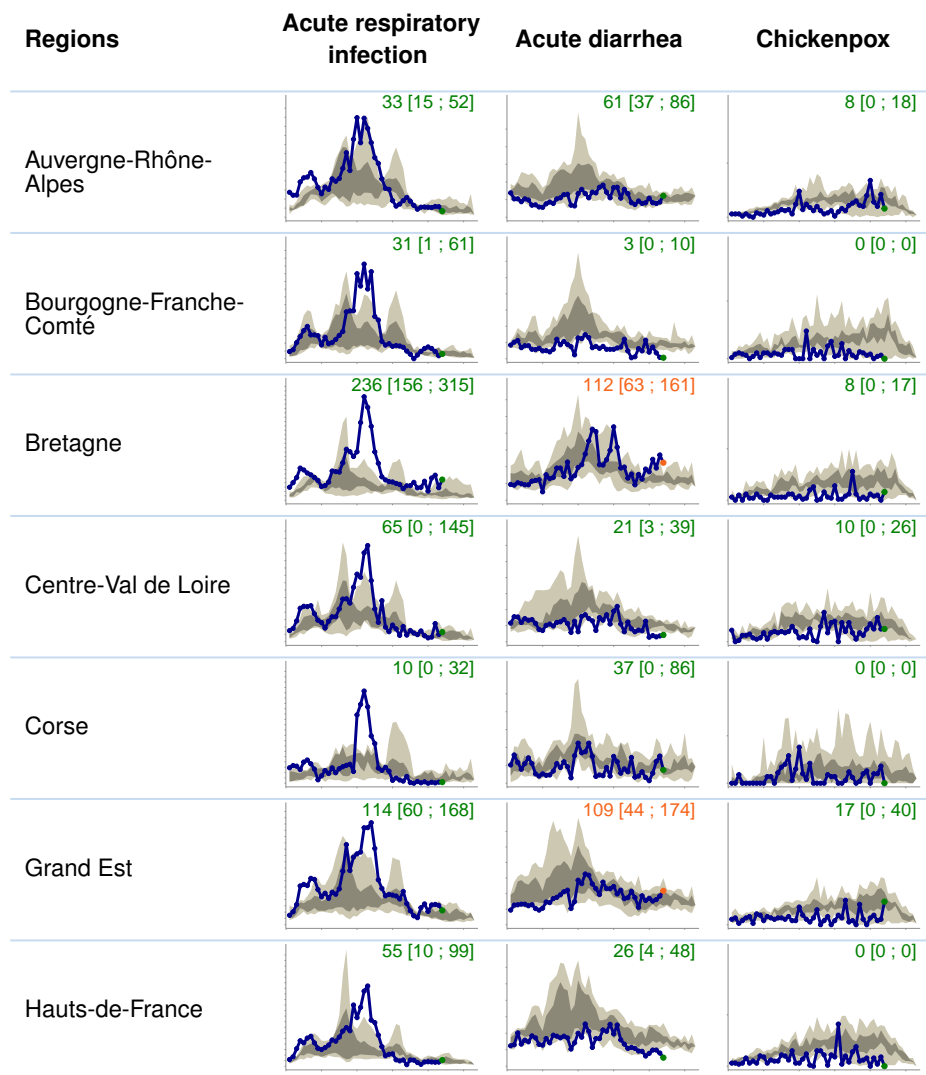 Regions
Acute respiratory
infection
Acute diarrhea
Chickenpox
Auvergne-Rhône-
Alpes
33 [15 ; 52]
61 [37 ; 86]
8 [0 ; 18]
Bourgogne-Franche-
Comté
31 [1 ; 61]
3 [0 ; 10]
0 [0 ; 0]
Bretagne
236 [156 ; 315]
112 [63 ; 161]
8 [0 ; 17]
Centre-Val de Loire
65 [0 ; 145]
21 [3 ; 39]
10 [0 ; 26]
Corse
10 [0 ; 32]
37 [0 ; 86]
0 [0 ; 0]
Grand Est
114 [60 ; 168]
109 [44 ; 174]
17 [0 ; 40]
Hauts-de-France
55 [10 ; 99]
26 [4 ; 48]
0 [0 ; 0]